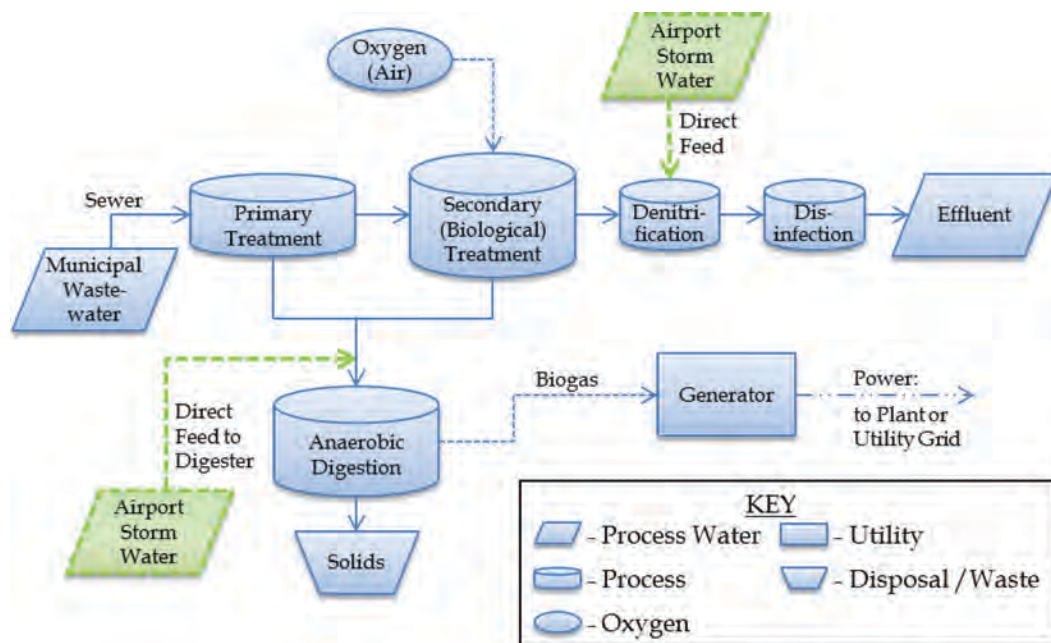 Oxygen
(Air)
Airport
Storm
Water
Direct
Feed
Sewer
Primary
Treatment
Secondary
(Biological)
Treatment
Denitri-
fication
Dis-
infection
Effluent
Municipal
Waste-
water
Direct
Feed to
Digester
Anaerobic
Digestion
Biogas
Generator
Power:
to Plant or
Utility Grid
Airport
Storm
Water
Solids
KEY
- Process Water
- Utility
- Process
- Disposal / Waste
- Oxygen